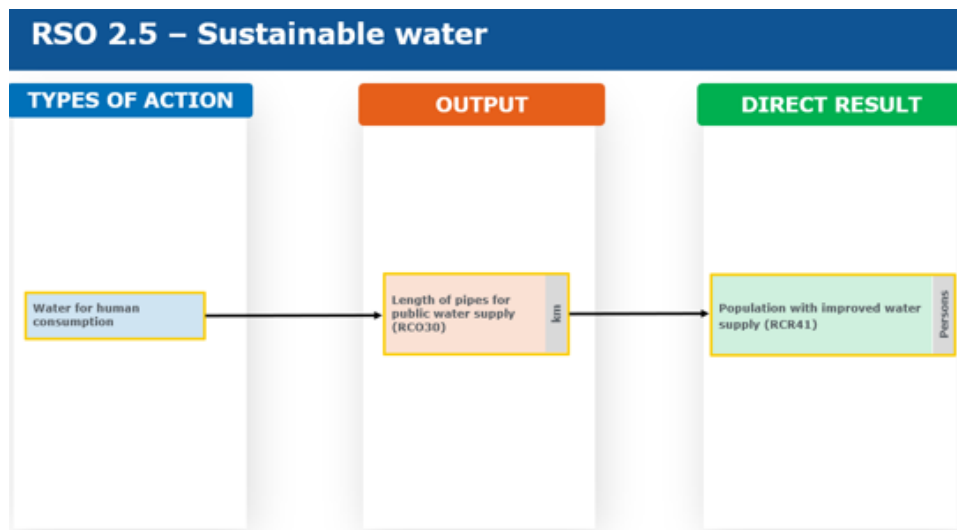 RSO 2.5 – Sustainable water
TYPES OF ACTION
OUTPUT
DIRECT RESULT
Water for human
consumption
Length of pipes for
public water supply
(RCO30)
km
Population with improved water
supply (RCR41)
Persons